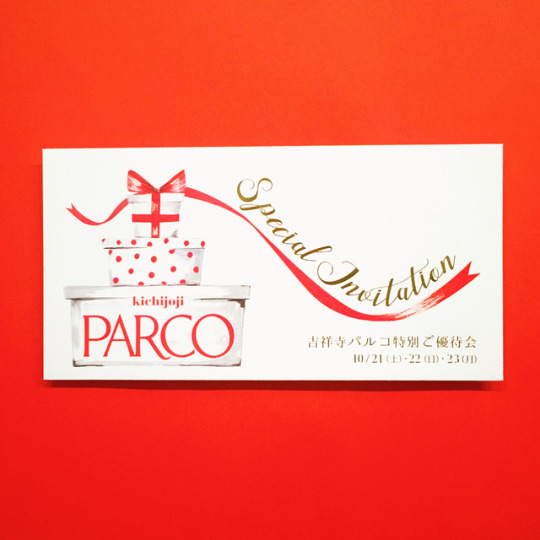 Special Invitation
kichijoji
PARCO
吉祥寺パルコ特別ご優待会
10/21(土)・22(日)・23(月)